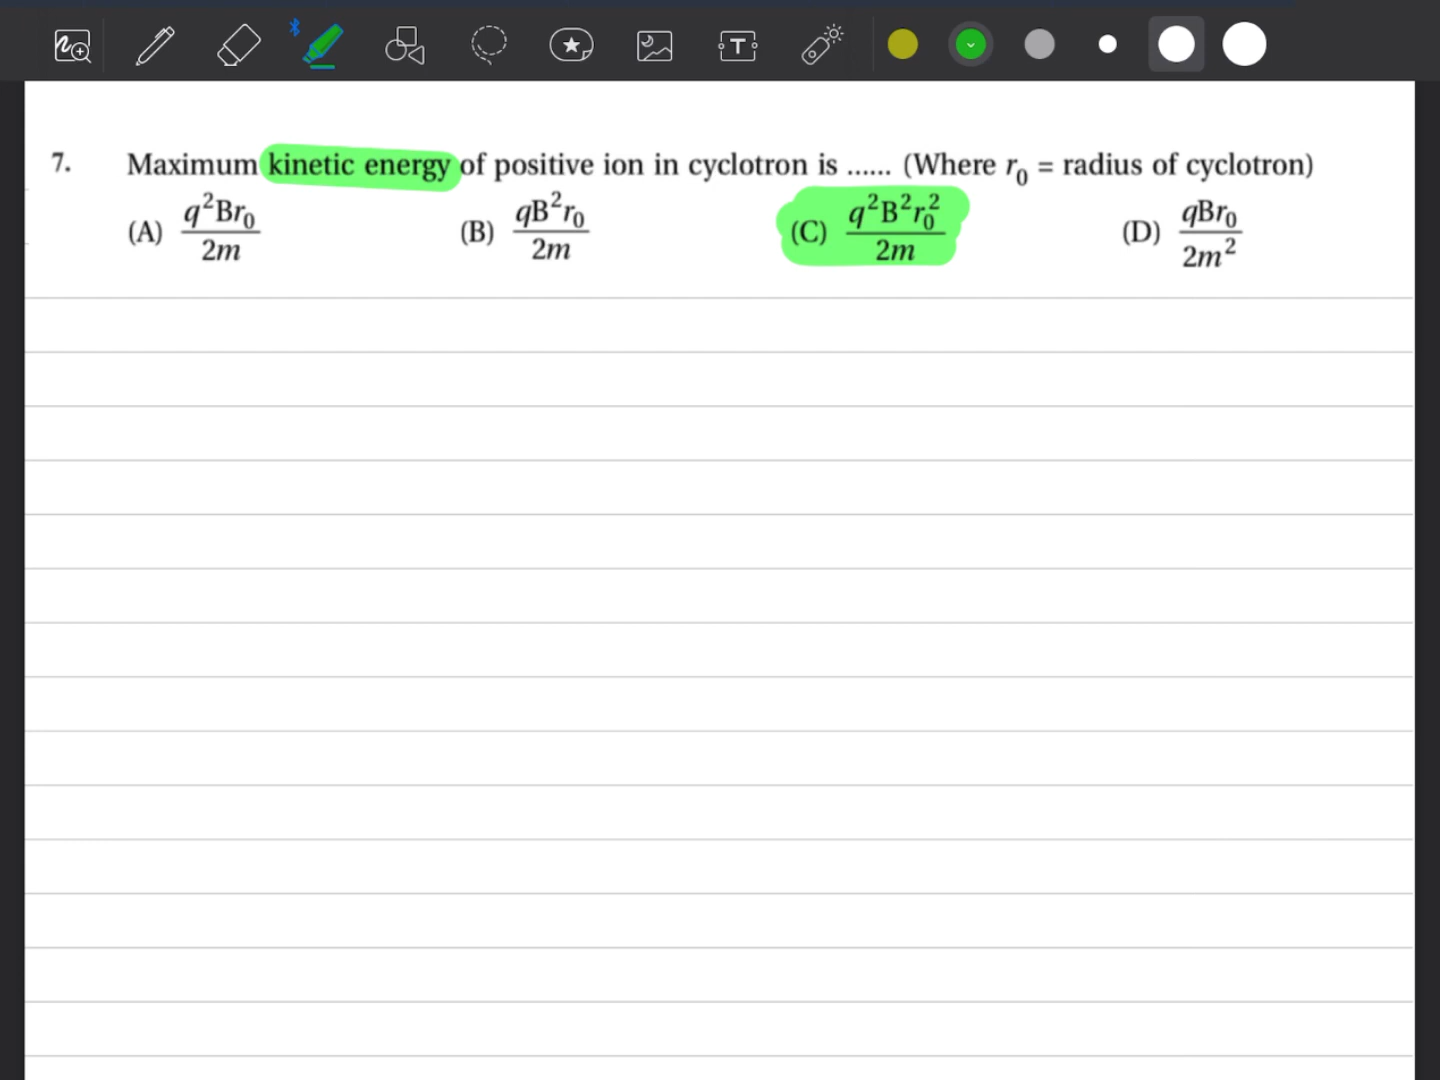 7. Maximum kinetic energy of positive ion in cyclotron is ...... (Where r₀ = radius of cyclotron)
(A) q²Br₀/2m (B) qB²r₀/2m (C) q²B²r₀²/2m (D) qBr₀/2m²